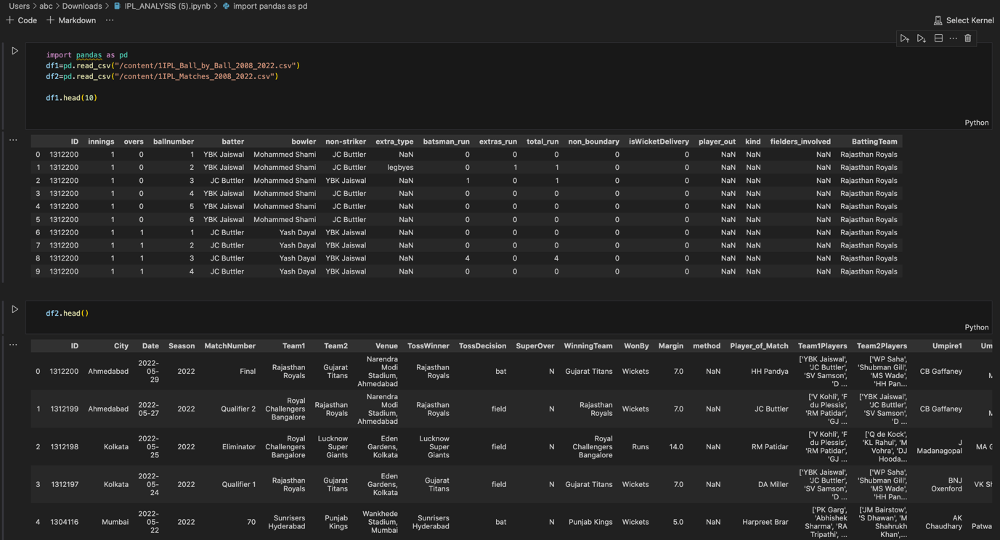 Users > abc > Downloads > IPL_ANALYSIS (5).ipynb > import pandas as pd
+ Code + Markdown ...
Select Kernel
import pandas as pd
df1=pd.read_csv("/content/1IPL_Ball_by_Ball_2008_2022.csv")
df2=pd.read_csv("/content/1IPL_Matches_2008_2022.csv")
df1.head(10)
Python
ID innings overs ballnumber batter bowler non-striker extra_type batsman_run extras_run total_run non_boundary isWicketDelivery player_out kind fielders_involved BattingTeam
0 1312200 1 0 1 YBK Jaiswal Mohammed Shami JC Buttler NaN 0 0 0 0 0 NaN NaN NaN Rajasthan Royals
1 1312200 1 0 2 YBK Jaiswal Mohammed Shami JC Buttler legbyes 0 1 1 0 0 NaN NaN NaN Rajasthan Royals
2 1312200 1 0 3 JC Buttler Mohammed Shami YBK Jaiswal NaN 1 0 1 0 0 NaN NaN NaN Rajasthan Royals
3 1312200 1 0 4 YBK Jaiswal Mohammed Shami JC Buttler NaN 0 0 0 0 0 NaN NaN NaN Rajasthan Royals
4 1312200 1 0 5 YBK Jaiswal Mohammed Shami JC Buttler NaN 0 0 0 0 0 NaN NaN NaN Rajasthan Royals
5 1312200 1 0 6 YBK Jaiswal Mohammed Shami JC Buttler NaN 0 0 0 0 0 NaN NaN NaN Rajasthan Royals
6 1312200 1 1 1 JC Buttler Yash Dayal YBK Jaiswal NaN 0 0 0 0 0 NaN NaN NaN Rajasthan Royals
7 1312200 1 1 2 JC Buttler Yash Dayal YBK Jaiswal NaN 0 0 0 0 0 NaN NaN NaN Rajasthan Royals
8 1312200 1 1 3 JC Buttler Yash Dayal YBK Jaiswal NaN 4 0 4 0 0 NaN NaN NaN Rajasthan Royals
9 1312200 1 1 4 JC Buttler Yash Dayal YBK Jaiswal NaN 0 0 0 0 0 NaN NaN NaN Rajasthan Royals
df2.head()
Python
ID City Date Season MatchNumber Team1 Team2 Venue TossWinner TossDecision SuperOver WinningTeam WonBy Margin method Player_of_Match Team1Players Team2Players Umpire1 Um
0 1312200 Ahmedabad 2022-05-29 2022 Final Rajasthan Royals Gujarat Titans Narendra Modi Stadium, Ahmedabad Rajasthan Royals bat N Gujarat Titans Wickets 7.0 NaN HH Pandya ['YBK Jaiswal', 'JC Buttler', 'SV Samson', 'D ... ['WP Saha', 'Shubman Gill', 'MS Wade', 'HH Pan... CB Gaffaney M
1 1312199 Ahmedabad 2022-05-27 2022 Qualifier 2 Royal Challengers Bangalore Rajasthan Royals Narendra Modi Stadium, Ahmedabad Rajasthan Royals field N Rajasthan Royals Wickets 7.0 NaN JC Buttler ['V Kohli', 'F du Plessis', 'RM Patidar', 'GJ ... ['YBK Jaiswal', 'JC Buttler', 'SV Samson', 'D ... CB Gaffaney M
2 1312198 Kolkata 2022-05-25 2022 Eliminator Royal Challengers Bangalore Lucknow Super Giants Eden Gardens, Kolkata Lucknow Super Giants field N Royal Challengers Bangalore Runs 14.0 NaN RM Patidar ['V Kohli', 'F du Plessis', 'RM Patidar', 'GJ ... ['Q de Kock', 'KL Rahul', 'M Vohra', 'DJ Hooda... J Madanagopal MA
3 1312197 Kolkata 2022-05-24 2022 Qualifier 1 Rajasthan Royals Gujarat Titans Eden Gardens, Kolkata Gujarat Titans field N Gujarat Titans Wickets 7.0 NaN DA Miller ['YBK Jaiswal', 'JC Buttler', 'SV Samson', 'D ... ['WP Saha', 'Shubman Gill', 'MS Wade', 'HH Pan... BNJ Oxenford VK
4 1304116 Mumbai 2022-05-22 2022 70 Sunrisers Hyderabad Punjab Kings Wankhede Stadium, Mumbai Sunrisers Hyderabad bat N Punjab Kings Wickets 5.0 NaN Harpreet Brar ['PK Garg', 'Abhishek Sharma', 'RA Tripathi', ... ['JM Bairstow', 'S Dhawan', 'M Shahrukh Khan',... AK Chaudhary Patwa